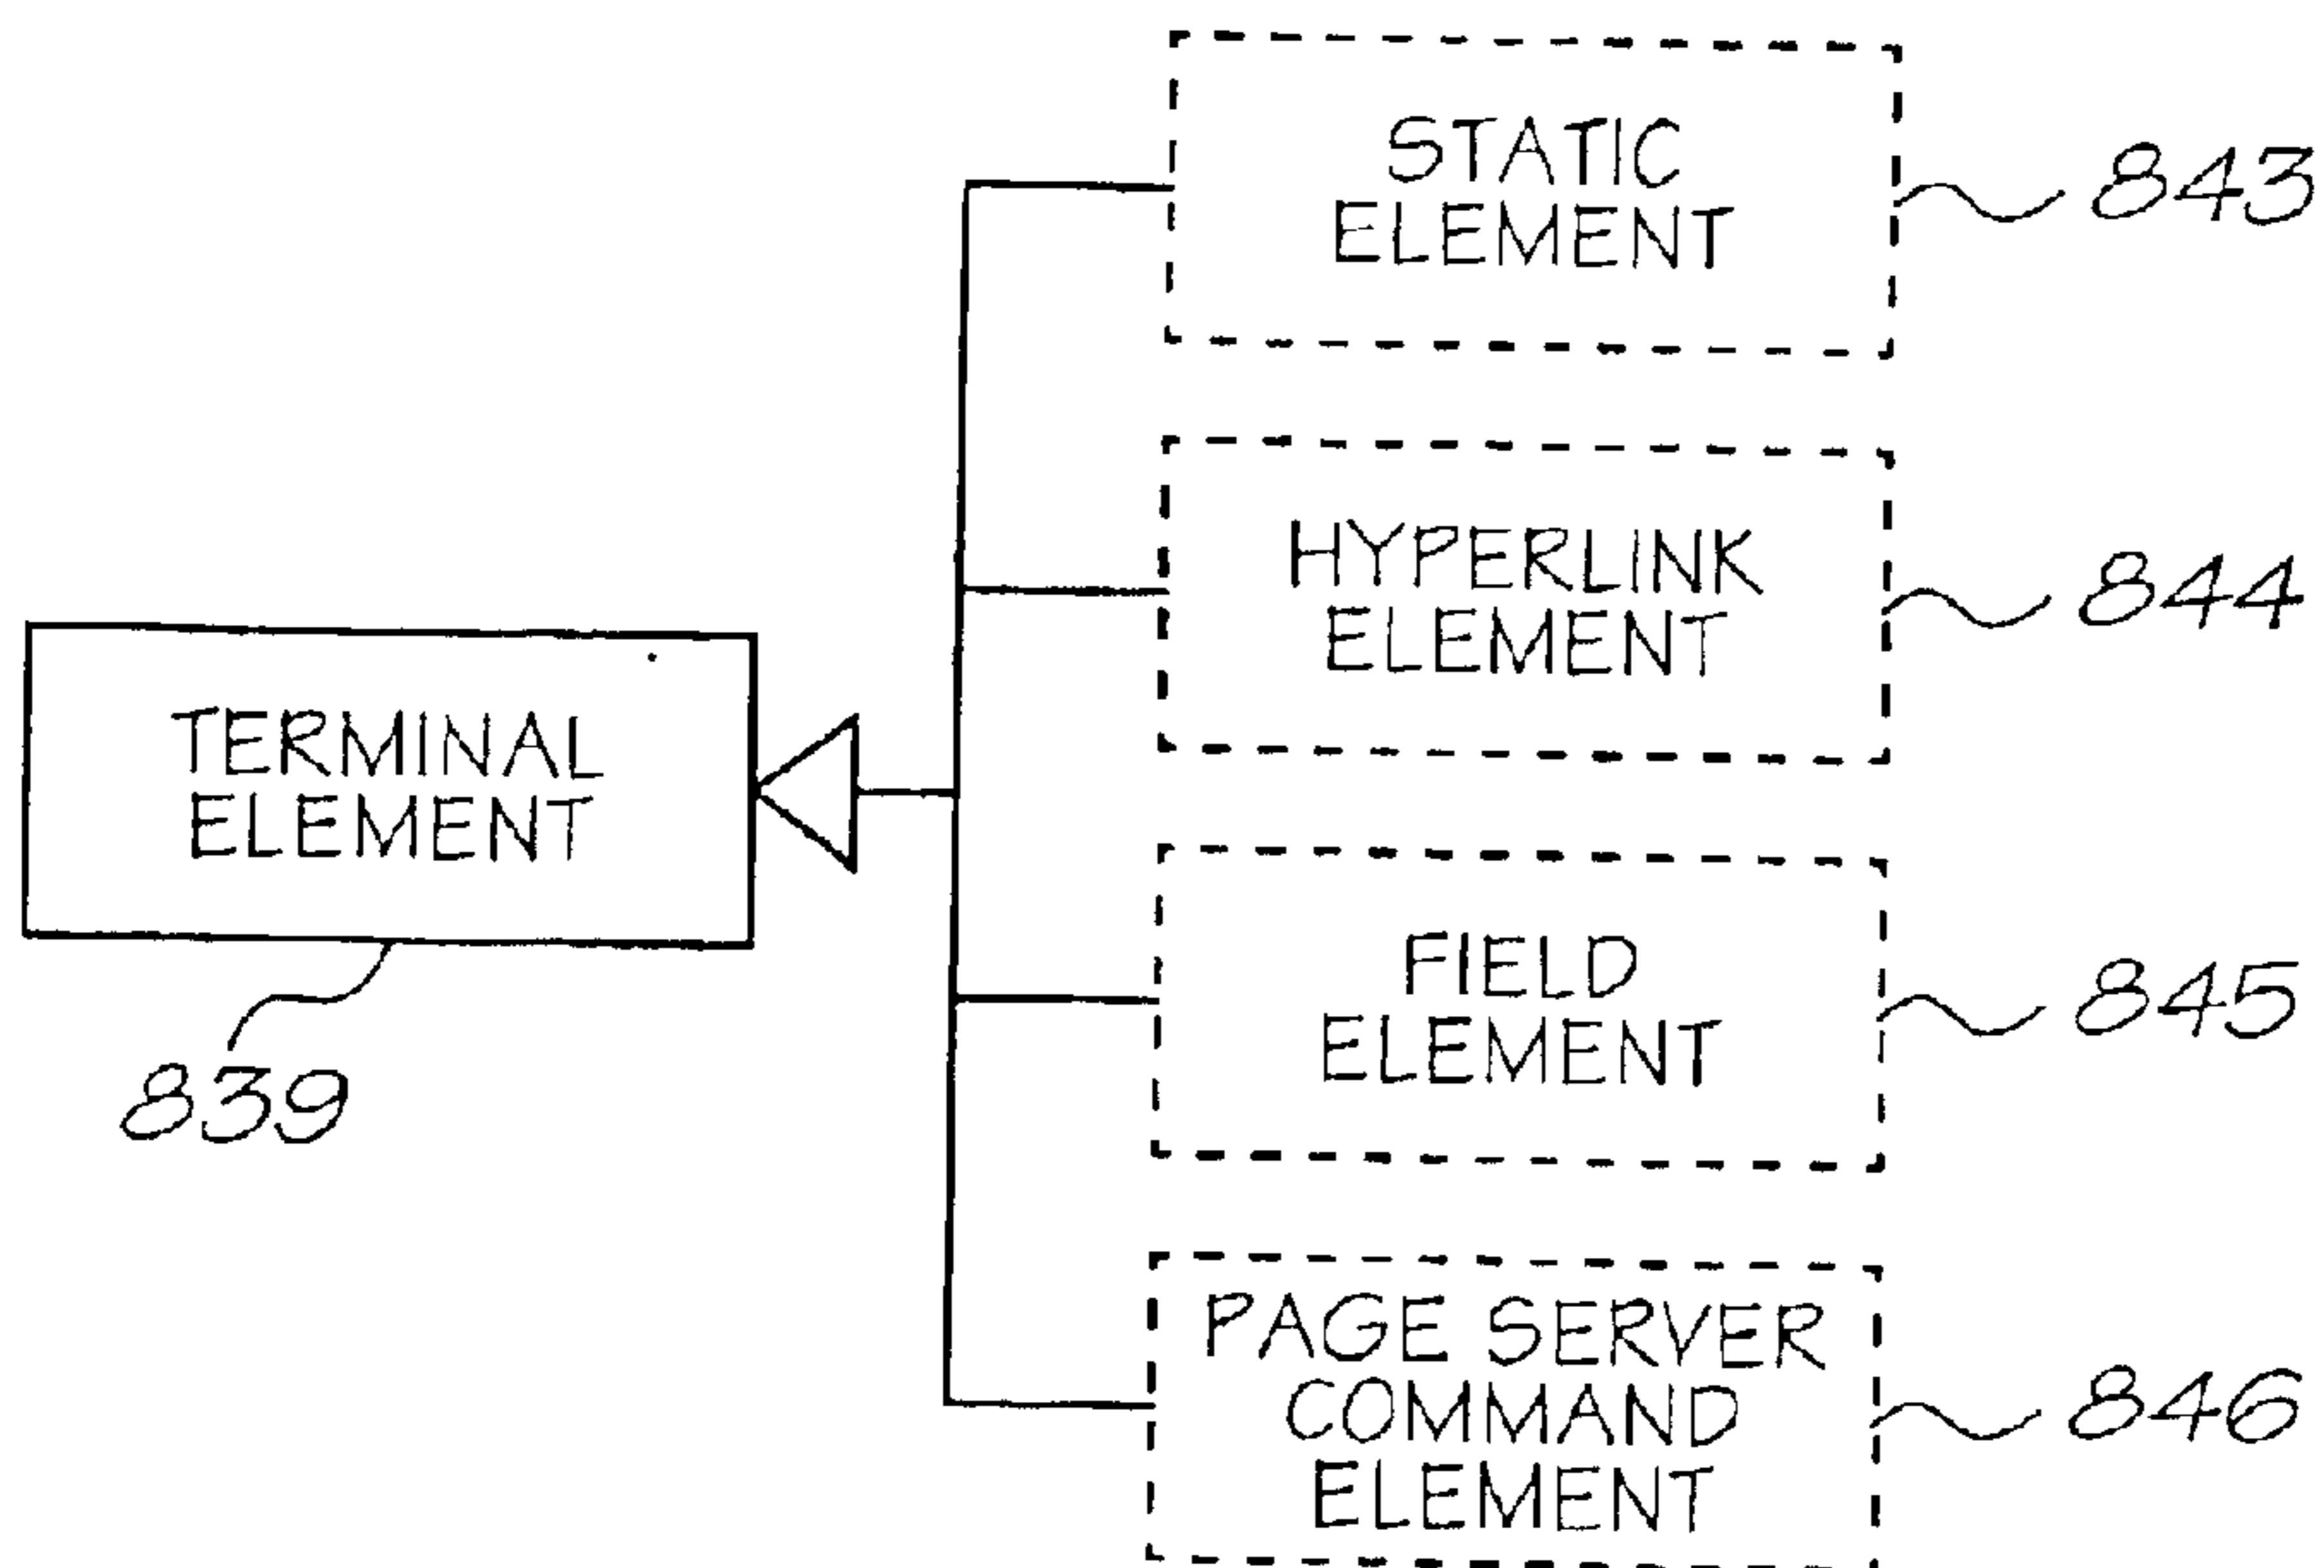 STATIC
ELEMENT
843
HYPERLINK
ELEMENT
844
TERMINAL
ELEMENT
839
FIELD
ELEMENT
845
PAGE SERVER
COMMAND
ELEMENT
846